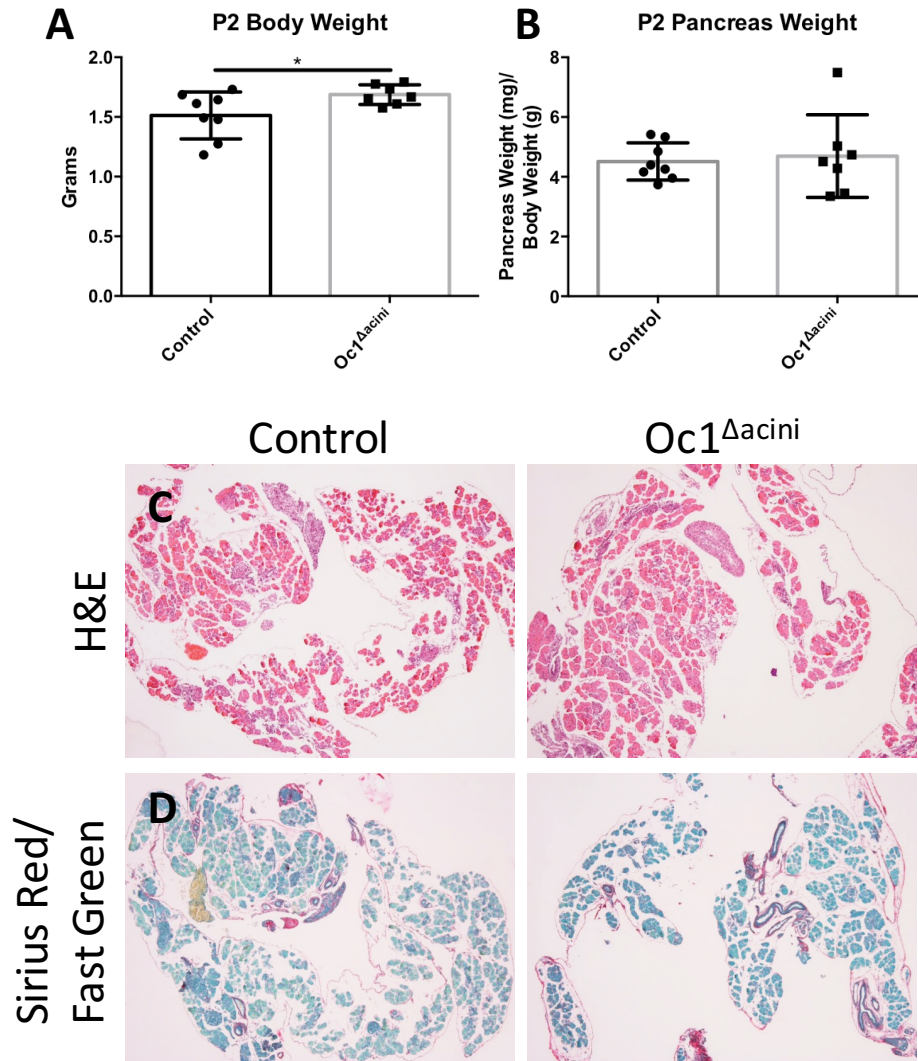 A
P2 Body Weight
2.0
1.5
1.0
0.5
0.0
Grams
*
Control
Oc1Δacini
B
P2 Pancreas Weight
8
6
4
2
0
Pancreas Weight (mg)/
Body Weight (g)
Control
Oc1Δacini
Control
Oc1Δacini
H&E
C
Sirius Red/
Fast Green
D